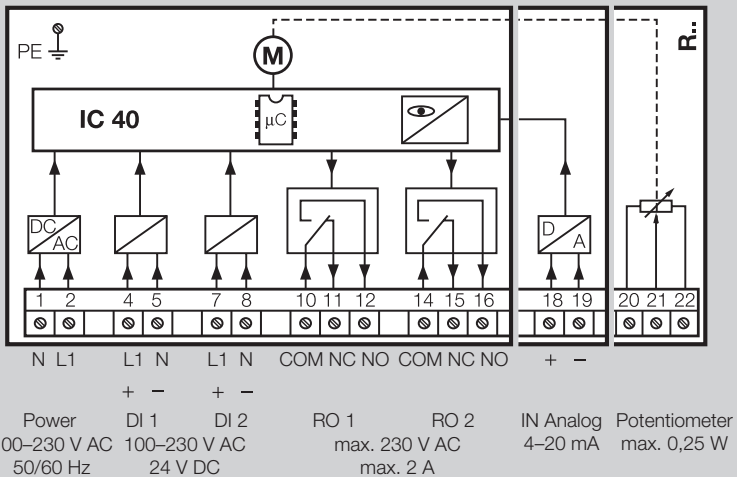 PE
M
R..
IC 40
µC
DC
AC
D
A
1 2 4 5 7 8 10 11 12 14 15 16 18 19 20 21 22
N L1 L1 N L1 N COM NC NO COM NC NO + –
+ – + –
Power DI 1 DI 2 RO 1 RO 2 IN Analog Potentiometer
00–230 V AC 100–230 V AC max. 230 V AC 4–20 mA max. 0,25 W
50/60 Hz 24 V DC max. 2 A